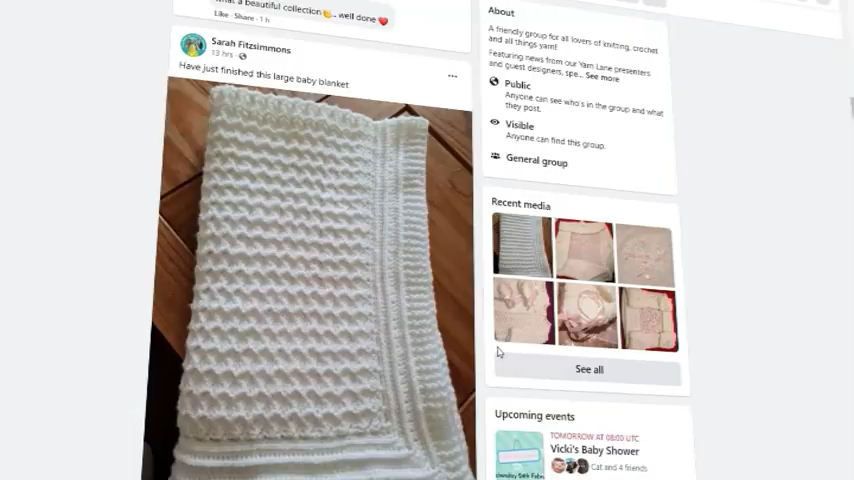 what a beautiful collection 👏.. well done ❤️
Like · Share · 1 h
Sarah Fitzsimmons
13 hrs ·
Have just finished this large baby blanket
About
A friendly group for all lovers of knitting, crochet
and all things yarn!
Featuring news from our Yarn Lane presenters
and guest designers, spe... See more
Public
Anyone can see who's in the group and what
they post.
Visible
Anyone can find this group.
General group
Recent media
See all
Upcoming events
TOMORROW AT 08:00 UTC
Vicki's Baby Shower
Cat and 4 friends